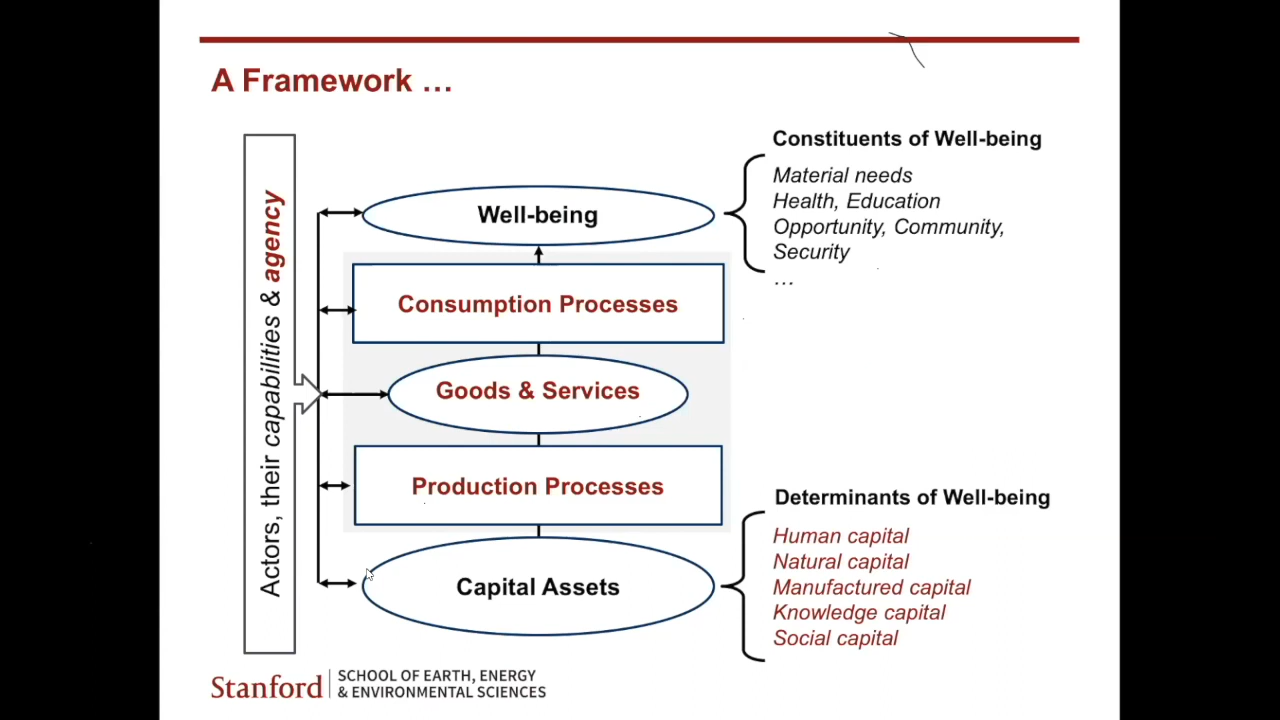 A Framework …
Actors, their capabilities & agency
Well-being
Consumption Processes
Goods & Services
Production Processes
Capital Assets
Constituents of Well-being
Material needs
Health, Education
Opportunity, Community,
Security
…
Determinants of Well-being
Human capital
Natural capital
Manufactured capital
Knowledge capital
Social capital
Stanford
SCHOOL OF EARTH, ENERGY
& ENVIRONMENTAL SCIENCES